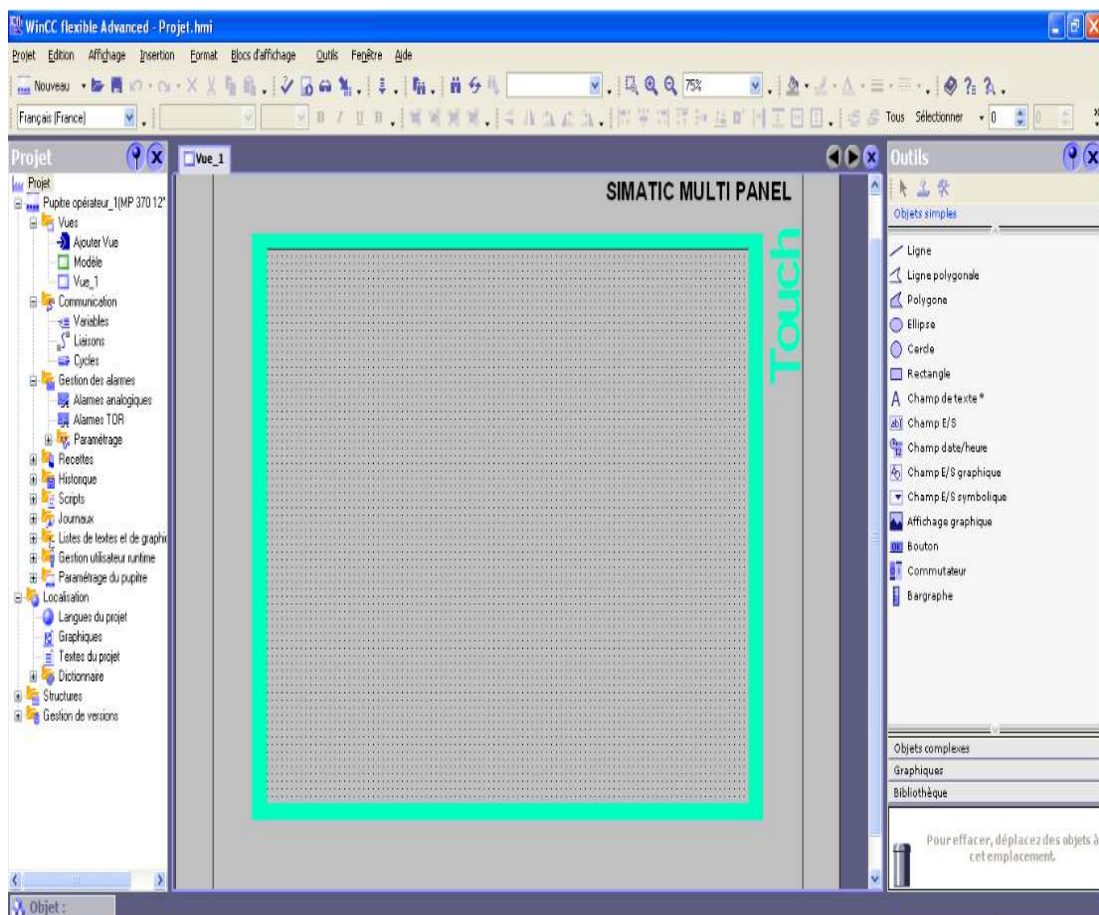 WinCC flexible Advanced - Projet.hmi
Projet Edition Affichage Insertion Format Blocs d'affichage Outils Fenêtre Aide
Nouveau 75%
Français (France) Tous Sélectionner 0 0
Projet
Projet
Pupitre opérateur_1(MP 370 12"
Vues
Ajouter Vue
Modèle
Vue_1
Communication
Variables
Liaisons
Cycles
Gestion des alarmes
Alarmes analogiques
Alarmes TOR
Paramétrage
Recettes
Historique
Scripts
Journaux
Listes de textes et de graphi
Gestion utilisateur runtime
Paramétrage du pupitre
Localisation
Langues du projet
Graphiques
Textes du projet
Dictionnaire
Structures
Gestion de versions
Vue_1
SIMATIC MULTI PANEL
Touch
Outils
Objets simples
Ligne
Ligne polygonale
Polygone
Ellipse
Cercle
Rectangle
Champ de texte *
Champ E/S
Champ date/heure
Champ E/S graphique
Champ E/S symbolique
Affichage graphique
Bouton
Commutateur
Bargraphe
Objets complexes
Graphiques
Bibliothèque
Pour effacer, déplacez des objets à
cet emplacement.
Objet :